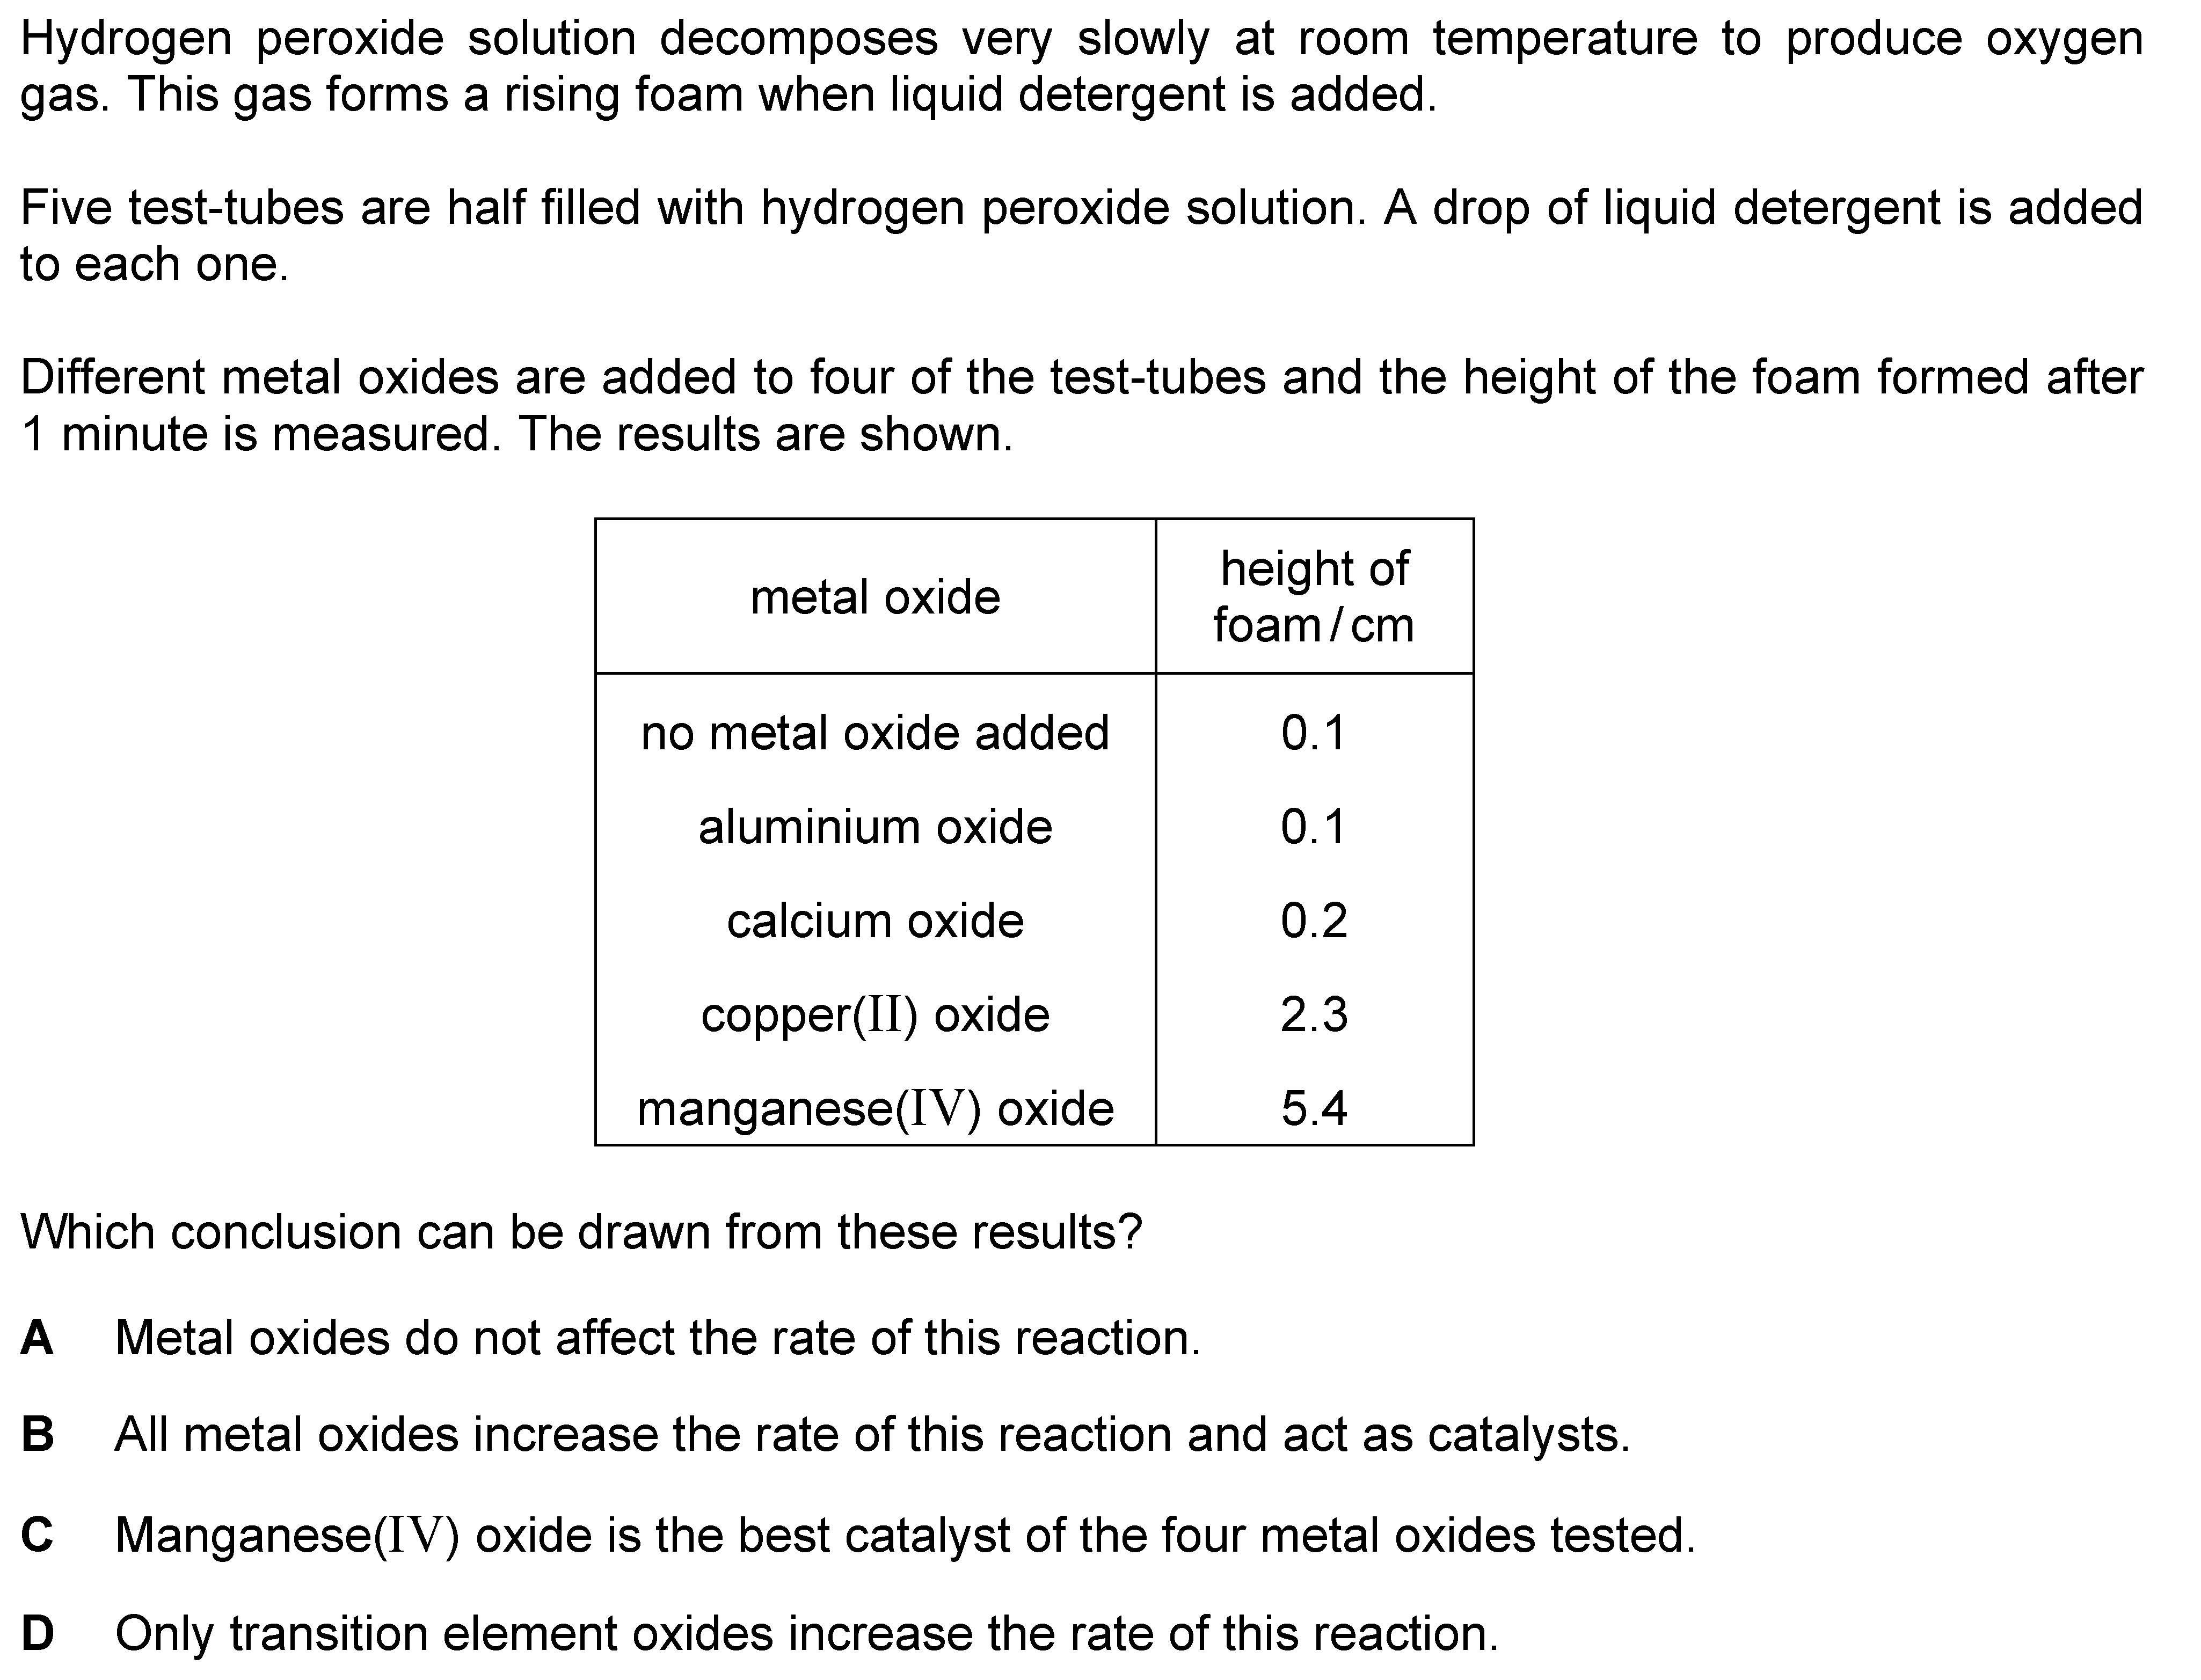 Hydrogen peroxide solution decomposes very slowly at room temperature to produce oxygen
gas. This gas forms a rising foam when liquid detergent is added.
Five test-tubes are half filled with hydrogen peroxide solution. A drop of liquid detergent is added
to each one.
Different metal oxides are added to four of the test-tubes and the height of the foam formed after
1 minute is measured. The results are shown.
metal oxide height of
foam / cm
no metal oxide added 0.1
aluminium oxide 0.1
calcium oxide 0.2
copper(II) oxide 2.3
manganese(IV) oxide 5.4
Which conclusion can be drawn from these results?
A Metal oxides do not affect the rate of this reaction.
B All metal oxides increase the rate of this reaction and act as catalysts.
C Manganese(IV) oxide is the best catalyst of the four metal oxides tested.
D Only transition element oxides increase the rate of this reaction.